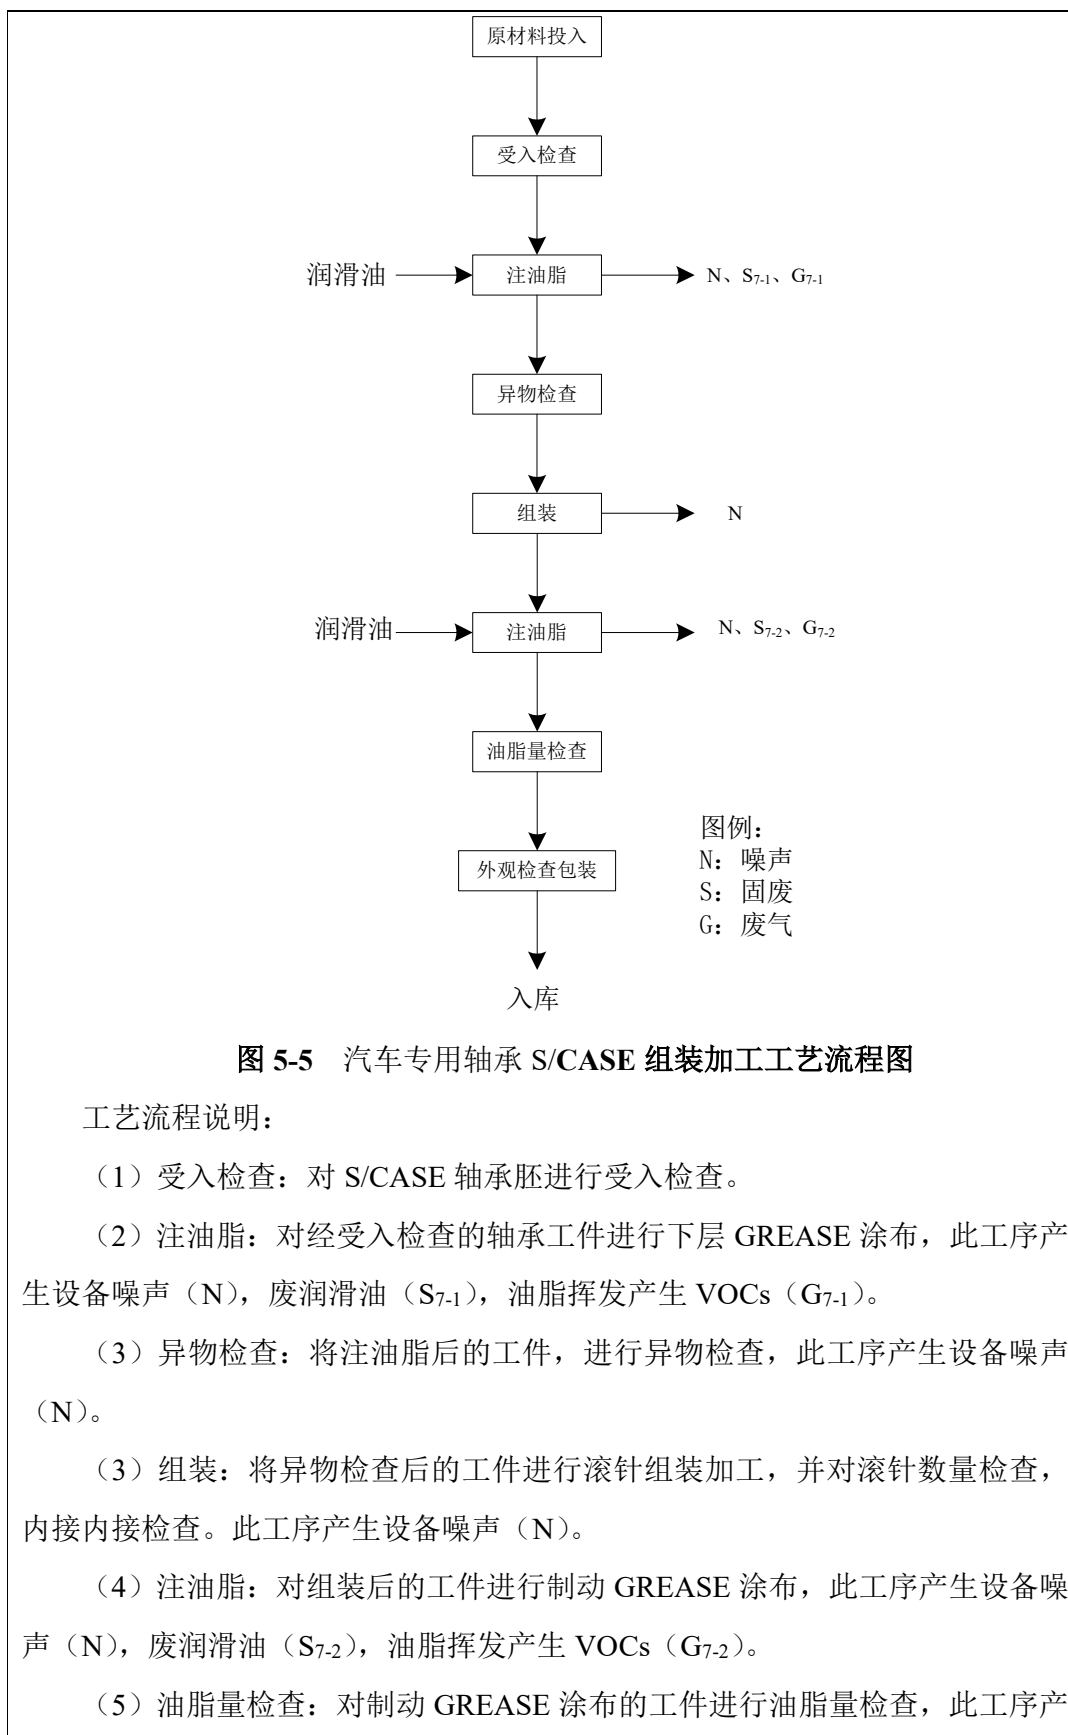 原材料投入
受入检查
润滑油
注油脂
N、S7-1、G7-1
异物检查
组装
N
润滑油
注油脂
N、S7-2、G7-2
油脂量检查
外观检查包装
图例：
N：噪声
S：固废
G：废气
入库
图 5-5 汽车专用轴承 S/CASE 组装加工工艺流程图
工艺流程说明：
（1）受入检查：对 S/CASE 轴承胚进行受入检查。
（2）注油脂：对经受入检查的轴承工件进行下层 GREASE 涂布，此工序产
生设备噪声（N），废润滑油（S7-1），油脂挥发产生 VOCs（G7-1）。
（3）异物检查：将注油脂后的工件，进行异物检查，此工序产生设备噪声
（N）。
（3）组装：将异物检查后的工件进行滚针组装加工，并对滚针数量检查，
内接内接检查。此工序产生设备噪声（N）。
（4）注油脂：对组装后的工件进行制动 GREASE 涂布，此工序产生设备噪
声（N），废润滑油（S7-2），油脂挥发产生 VOCs（G7-2）。
（5）油脂量检查：对制动 GREASE 涂布的工件进行油脂量检查，此工序产